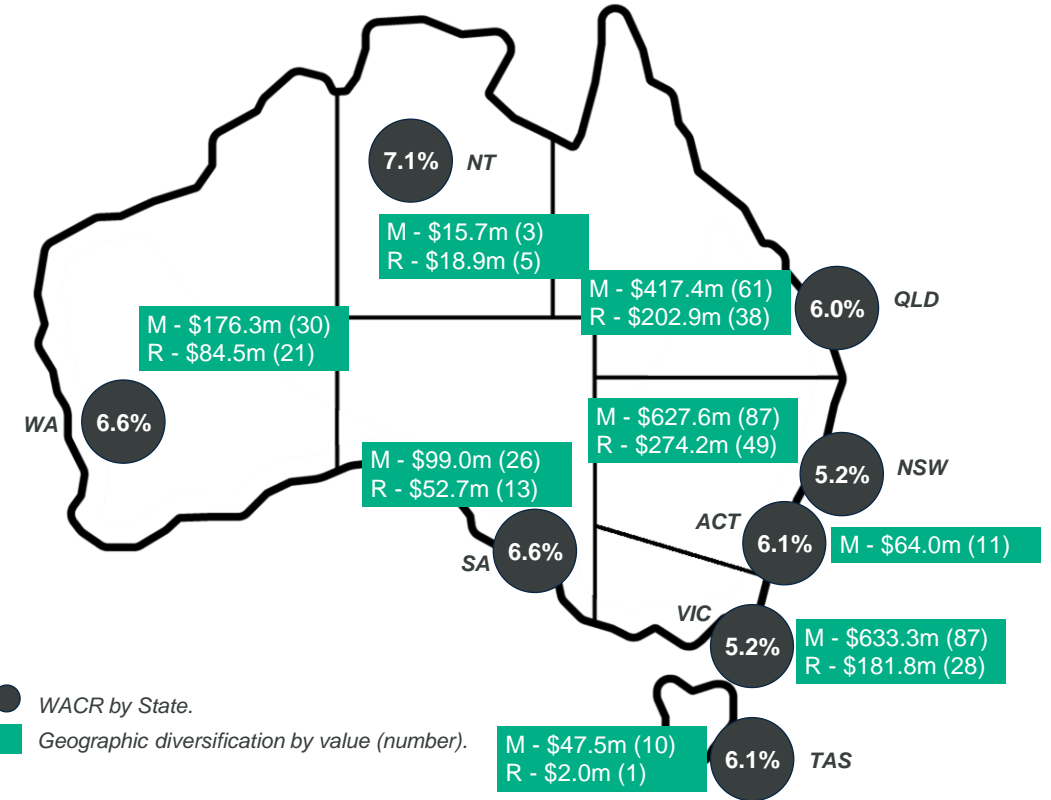 7.1%
NT
M - $15.7m (3)
R - $18.9m (5)
M - $417.4m (61)
R - $202.9m (38)
6.0%
QLD
M - $176.3m (30)
R - $84.5m (21)
WA
6.6%
M - $627.6m (87)
R - $274.2m (49)
5.2%
NSW
M - $99.0m (26)
R - $52.7m (13)
ACT
6.1%
M - $64.0m (11)
SA
6.6%
VIC
5.2%
M - $633.3m (87)
R - $181.8m (28)
WACR by State.
Geographic diversification by value (number).
M - $47.5m (10)
R - $2.0m (1)
6.1%
TAS